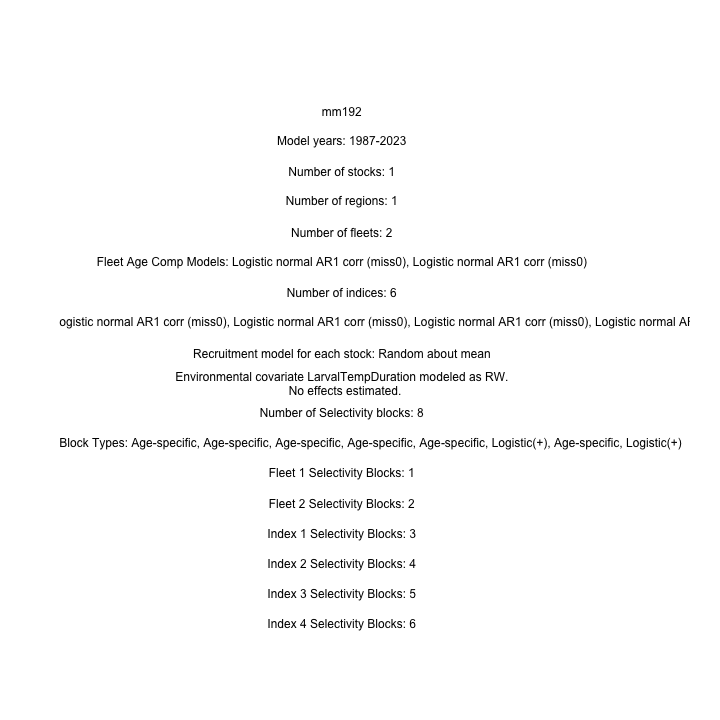 mm192
Model years: 1987-2023
Number of stocks: 1
Number of regions: 1
Number of fleets: 2
Fleet Age Comp Models: Logistic normal AR1 corr (miss0), Logistic normal AR1 corr (miss0)
Number of indices: 6
ogistic normal AR1 corr (miss0), Logistic normal AR1 corr (miss0), Logistic normal AR1 corr (miss0), Logistic normal
Recruitment model for each stock: Random about mean
Environmental covariate LarvalTempDuration modeled as RW.
No effects estimated.
Number of Selectivity blocks: 8
Block Types: Age-specific, Age-specific, Age-specific, Age-specific, Age-specific, Logistic(+), Age-specific, Logistic(+)
Fleet 1 Selectivity Blocks: 1
Fleet 2 Selectivity Blocks: 2
Index 1 Selectivity Blocks: 3
Index 2 Selectivity Blocks: 4
Index 3 Selectivity Blocks: 5
Index 4 Selectivity Blocks: 6